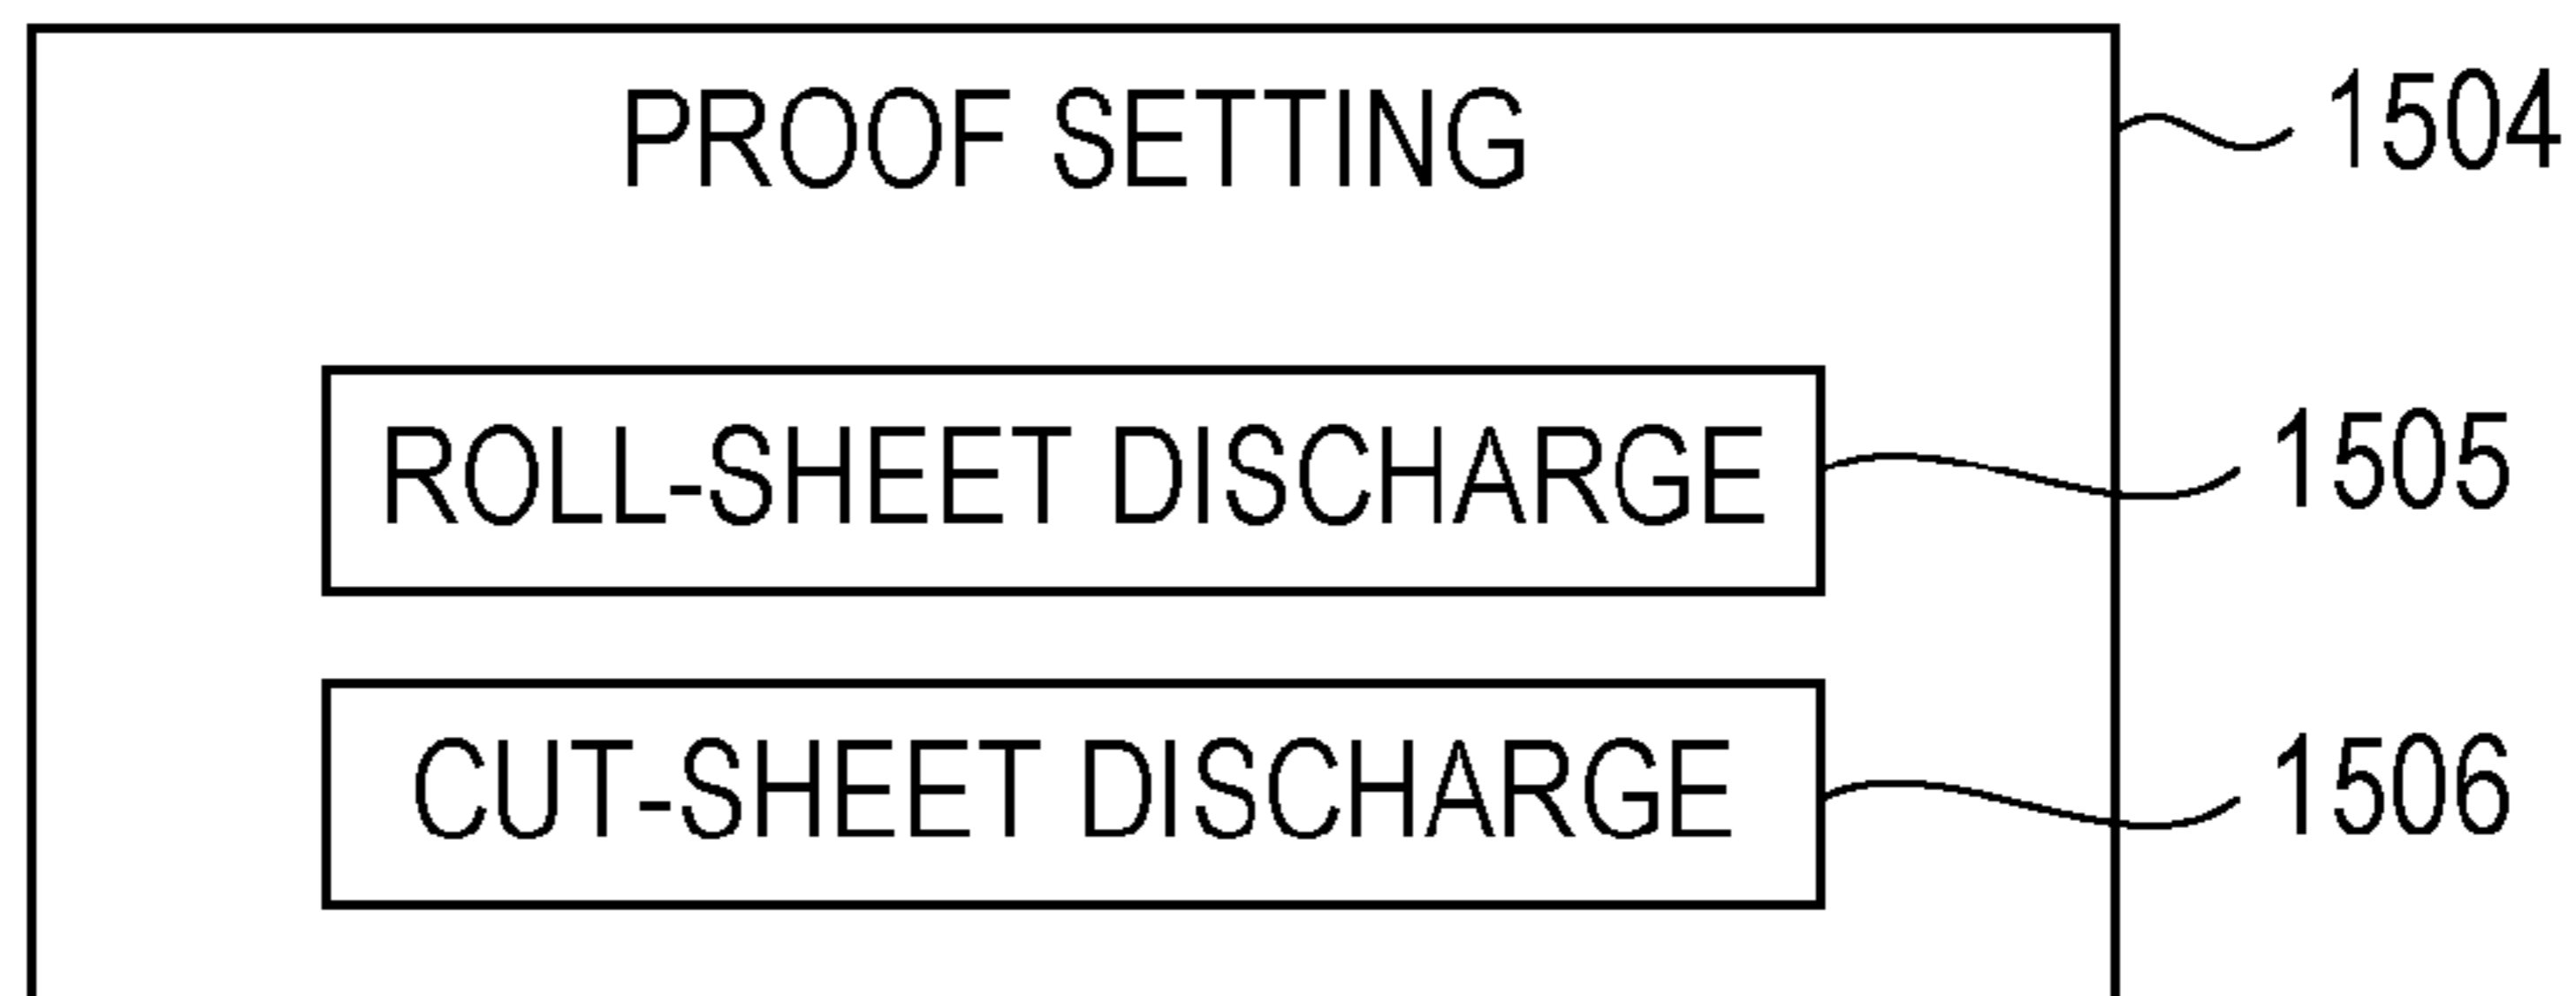 PROOF SETTING
1504
ROLL-SHEET DISCHARGE
1505
CUT-SHEET DISCHARGE
1506